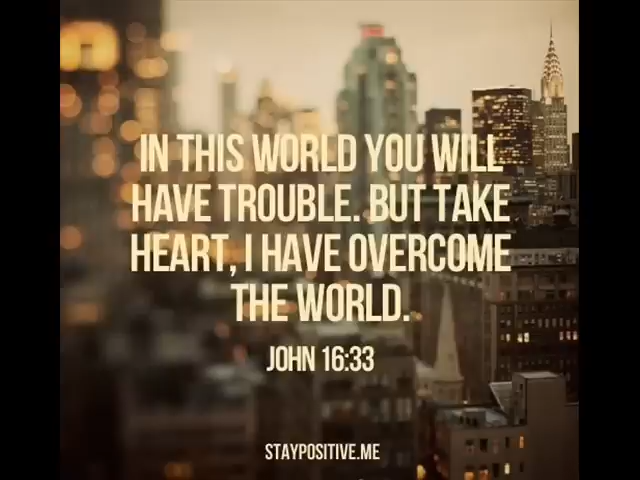 IN THIS WORLD YOU WILL
HAVE TROUBLE. BUT TAKE
HEART, I HAVE OVERCOME
THE WORLD.
JOHN 16:33
STAYPOSITIVE.ME